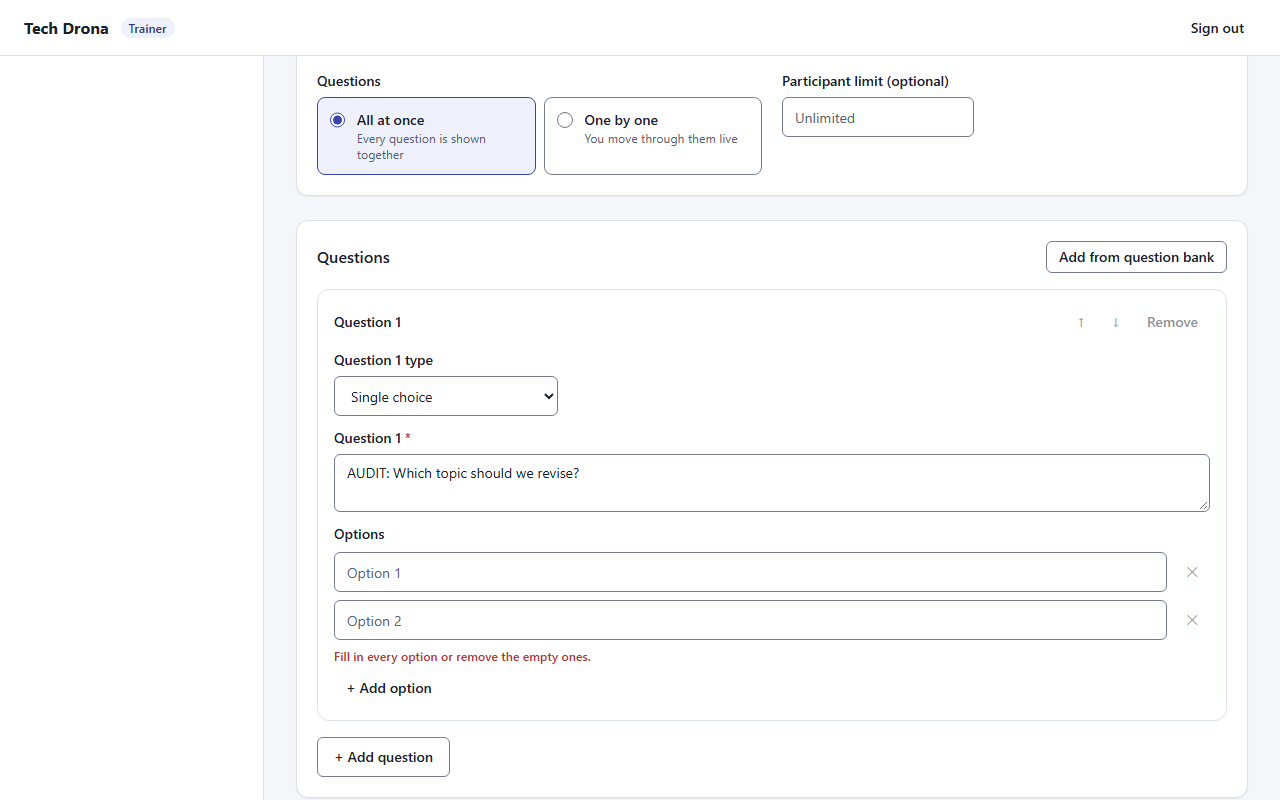 Tech Drona
Trainer
Sign out
Questions
Participant limit (optional)
All at once
Every question is shown
together
One by one
You move through them live
Unlimited
Questions
Add from question bank
Question 1
↑ ↓ Remove
Question 1 type
Single choice
Question 1 *
AUDIT: Which topic should we revise?
Options
Option 1
Option 2
Fill in every option or remove the empty ones.
+ Add option
+ Add question